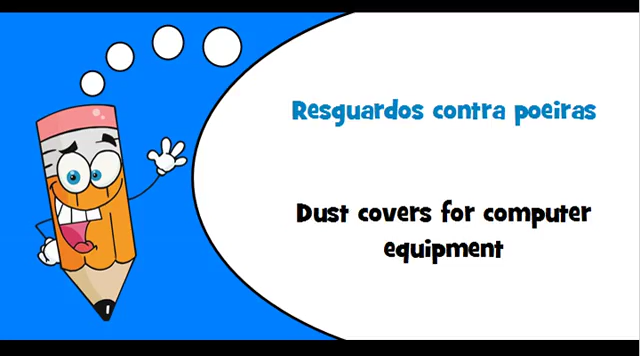 Resguardos contra poeiras
Dust covers for computer
equipment